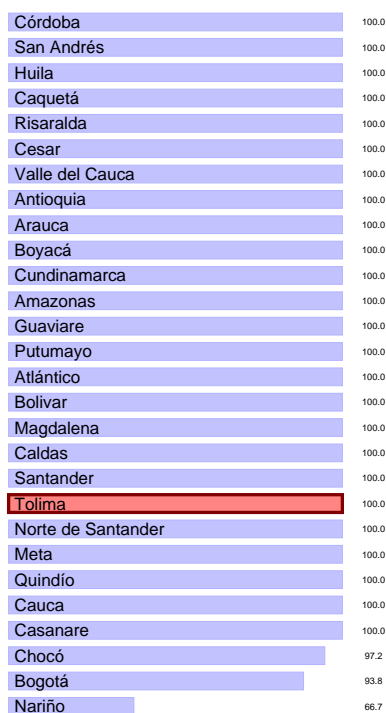 Córdoba 100.0
San Andrés 100.0
Huila 100.0
Caquetá 100.0
Risaralda 100.0
Cesar 100.0
Valle del Cauca 100.0
Antioquia 100.0
Arauca 100.0
Boyacá 100.0
Cundinamarca 100.0
Amazonas 100.0
Guaviare 100.0
Putumayo 100.0
Atlántico 100.0
Bolivar 100.0
Magdalena 100.0
Caldas 100.0
Santander 100.0
Tolima 100.0
Norte de Santander 100.0
Meta 100.0
Quindío 100.0
Cauca 100.0
Casanare 100.0
Chocó 97.2
Bogotá 93.8
Nariño 66.7